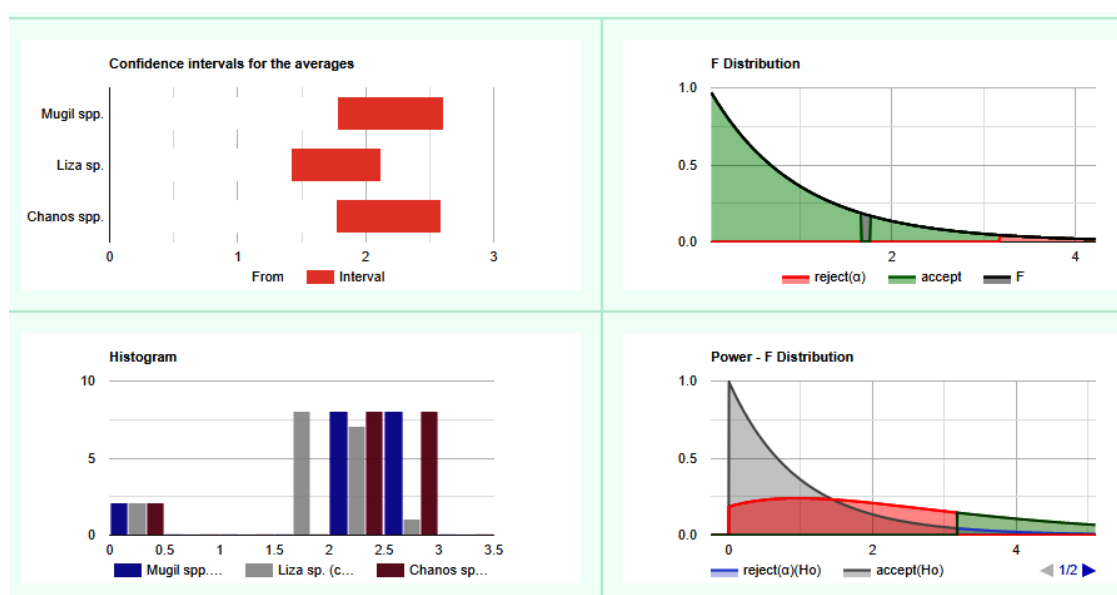 Confidence intervals for the averages
Mugil spp.
Liza sp.
Chanos spp.
0 1 2 3
From Interval
F Distribution
1.0
0.5
0.0
2 4
reject(α) accept F
Histogram
10
5
0
0 0.5 1 1.5 2 2.5 3 3.5
Mugil spp.... Liza sp. (c... Chanos sp...
Power - F Distribution
1.0
0.5
0.0
0 2 4
reject(α)(Ho) accept(Ho) 1/2